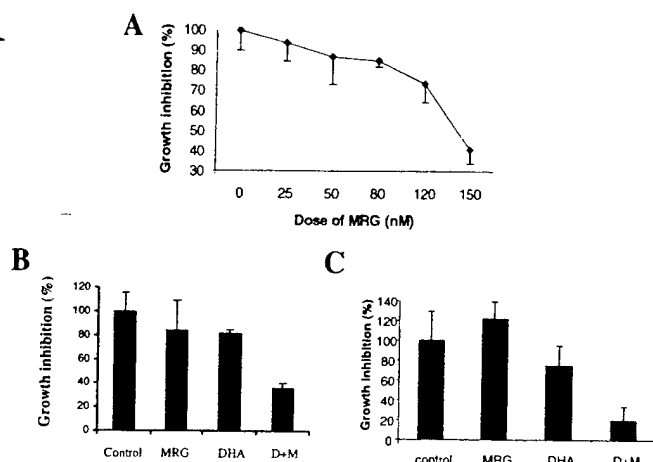 A
Growth inhibition (%)
100
90
80
70
60
50
40
30
0 25 50 80 120 150
Dose of MRG (nM)
B
Growth inhibition (%)
120
100
80
60
40
20
0
Control MRG DHA D+M
C
Growth inhibition (%)
140
120
100
80
60
40
20
0
control MRG DHA D+M